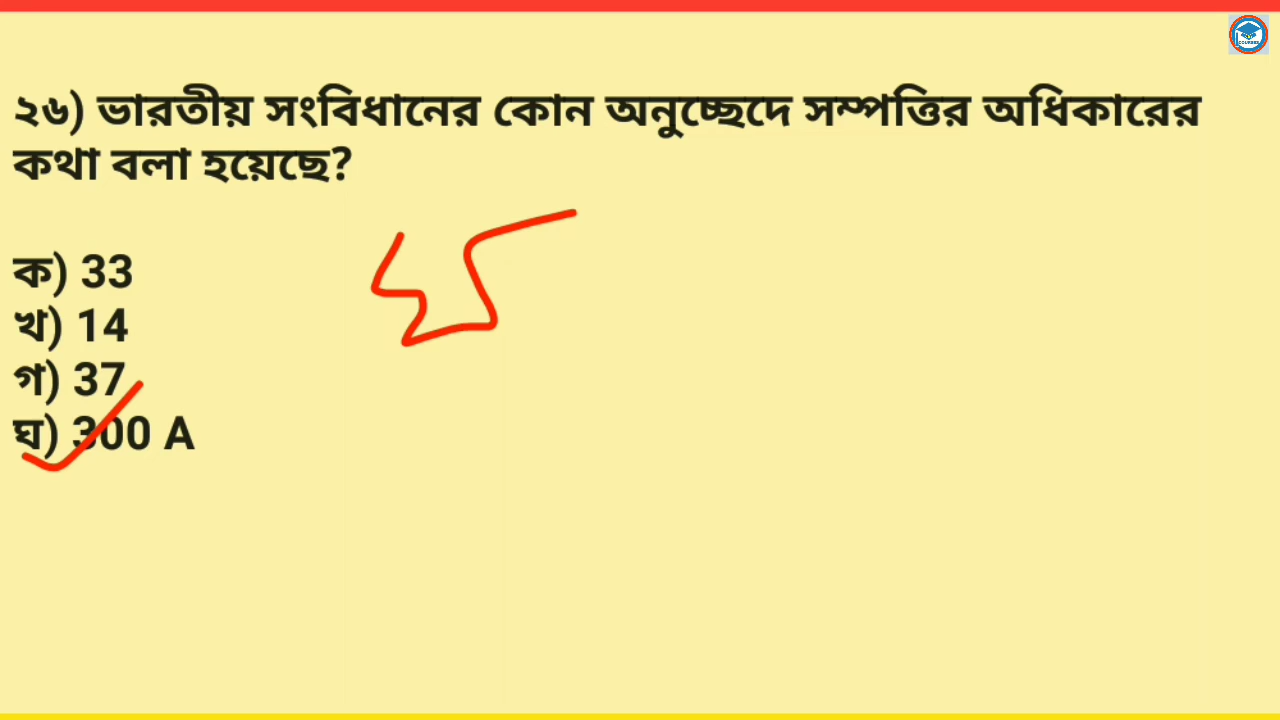 ২৬) ভারতীয় সংবিধানের কোন অনুচ্ছেদে সম্পত্তির অধিকারের
কথা বলা হয়েছে?
ক) 33
খ) 14
গ) 37
ঘ) 300 A